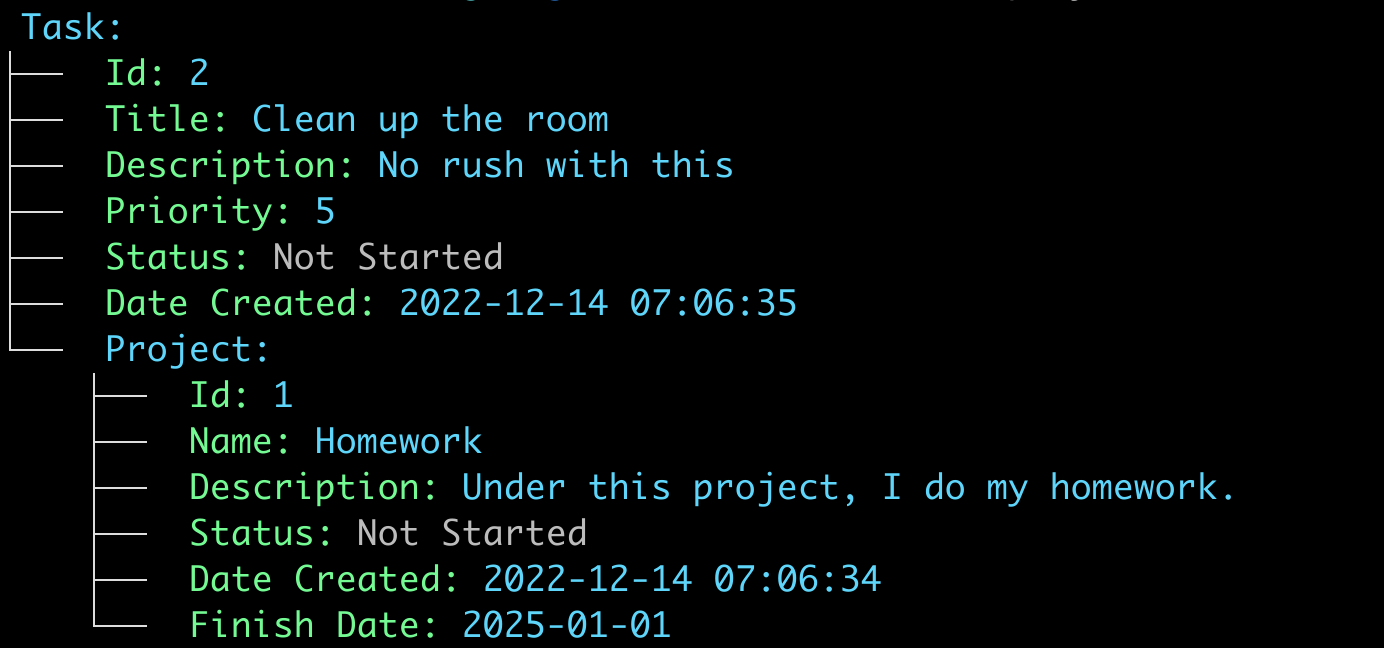 Task:
Id: 2
Title: Clean up the room
Description: No rush with this
Priority: 5
Status: Not Started
Date Created: 2022-12-14 07:06:35
Project:
Id: 1
Name: Homework
Description: Under this project, I do my homework.
Status: Not Started
Date Created: 2022-12-14 07:06:34
Finish Date: 2025-01-01